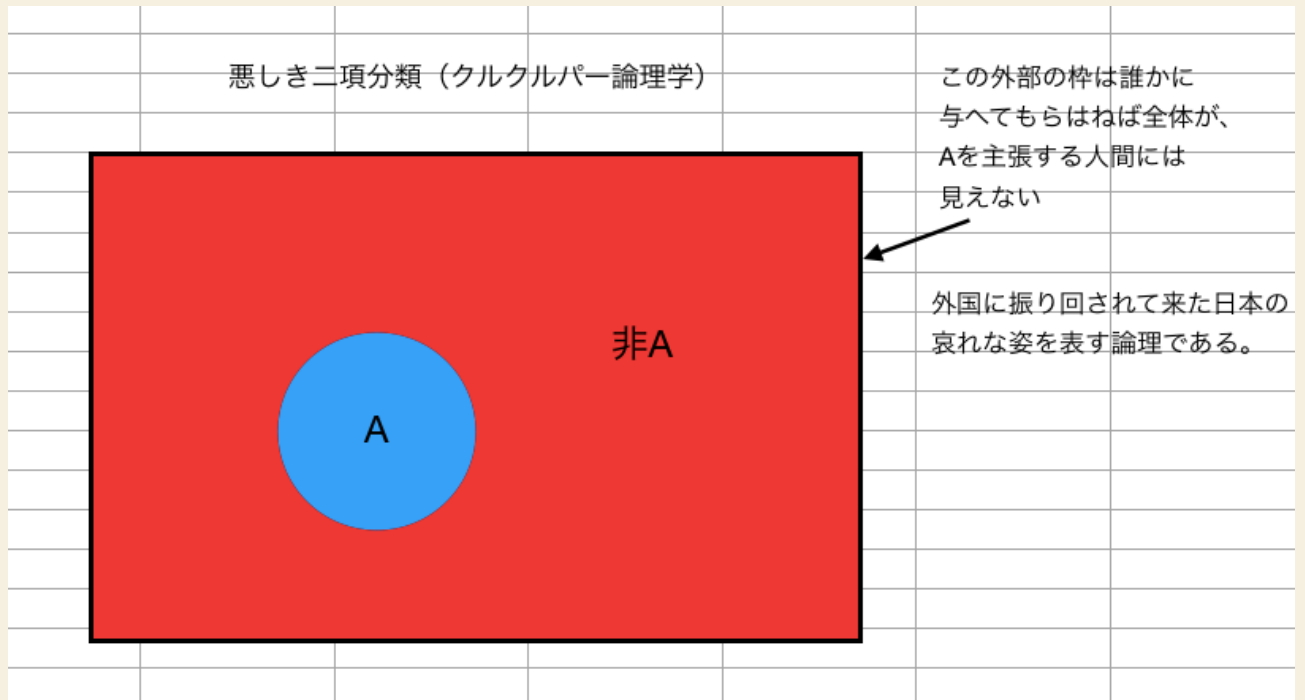 悪しき二項分類（クルクルパー論理学）
この外部の枠は誰かに
与へてもらはねば全体が、
Aを主張する人間には
見えない
外国に振り回されて来た日本の
哀れな姿を表す論理である。
非A
A